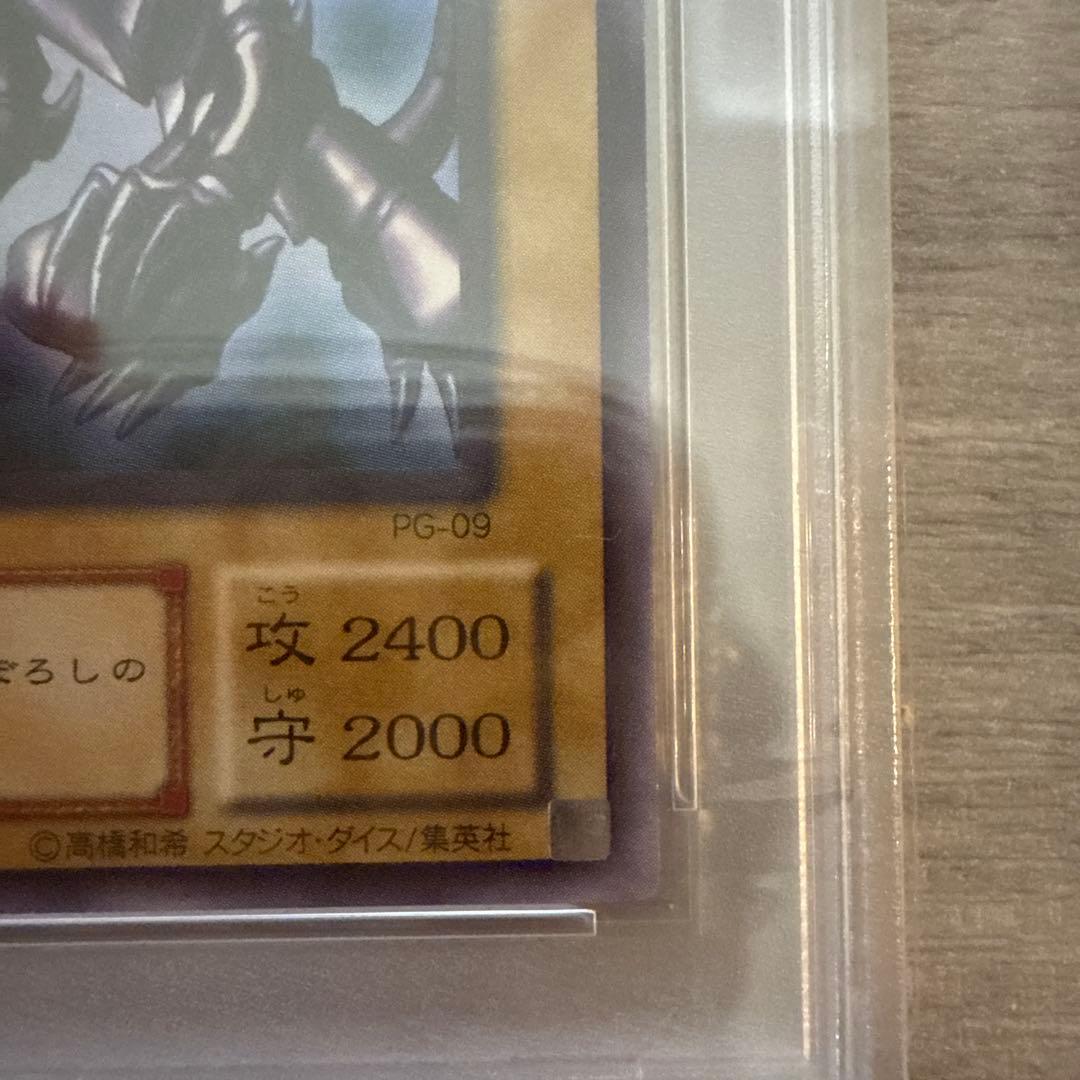 PG-09
こう
攻 2400
ぼろしの
しゅ
守 2000
©高橋和希 スタジオ・ダイス/集英社